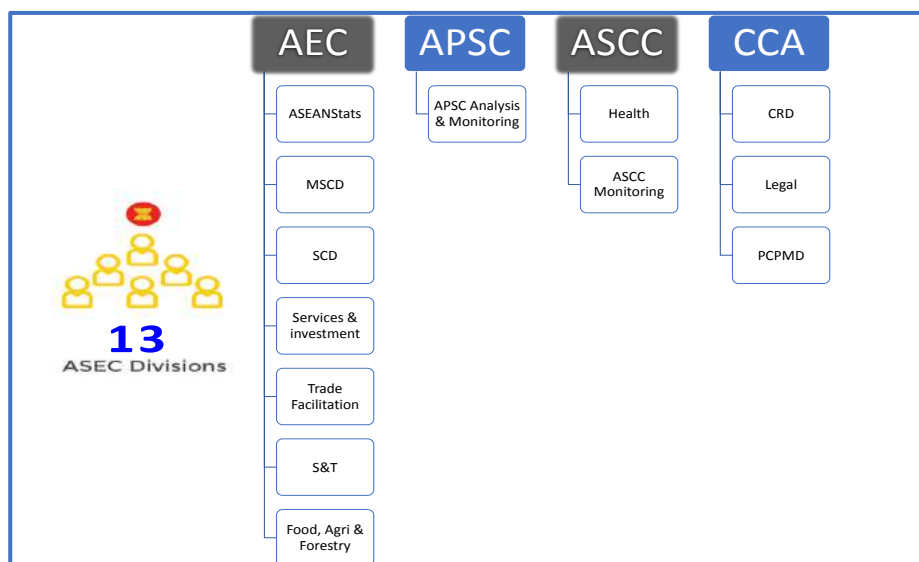 AEC
ASEANStats
MSCD
SCD
Services &
investment
Trade
Facilitation
S&T
Food, Agri &
Forestry
APSC
APSC Analysis
& Monitoring
ASCC
Health
ASCC
Monitoring
CCA
CRD
Legal
PCPMD
13
ASEC Divisions